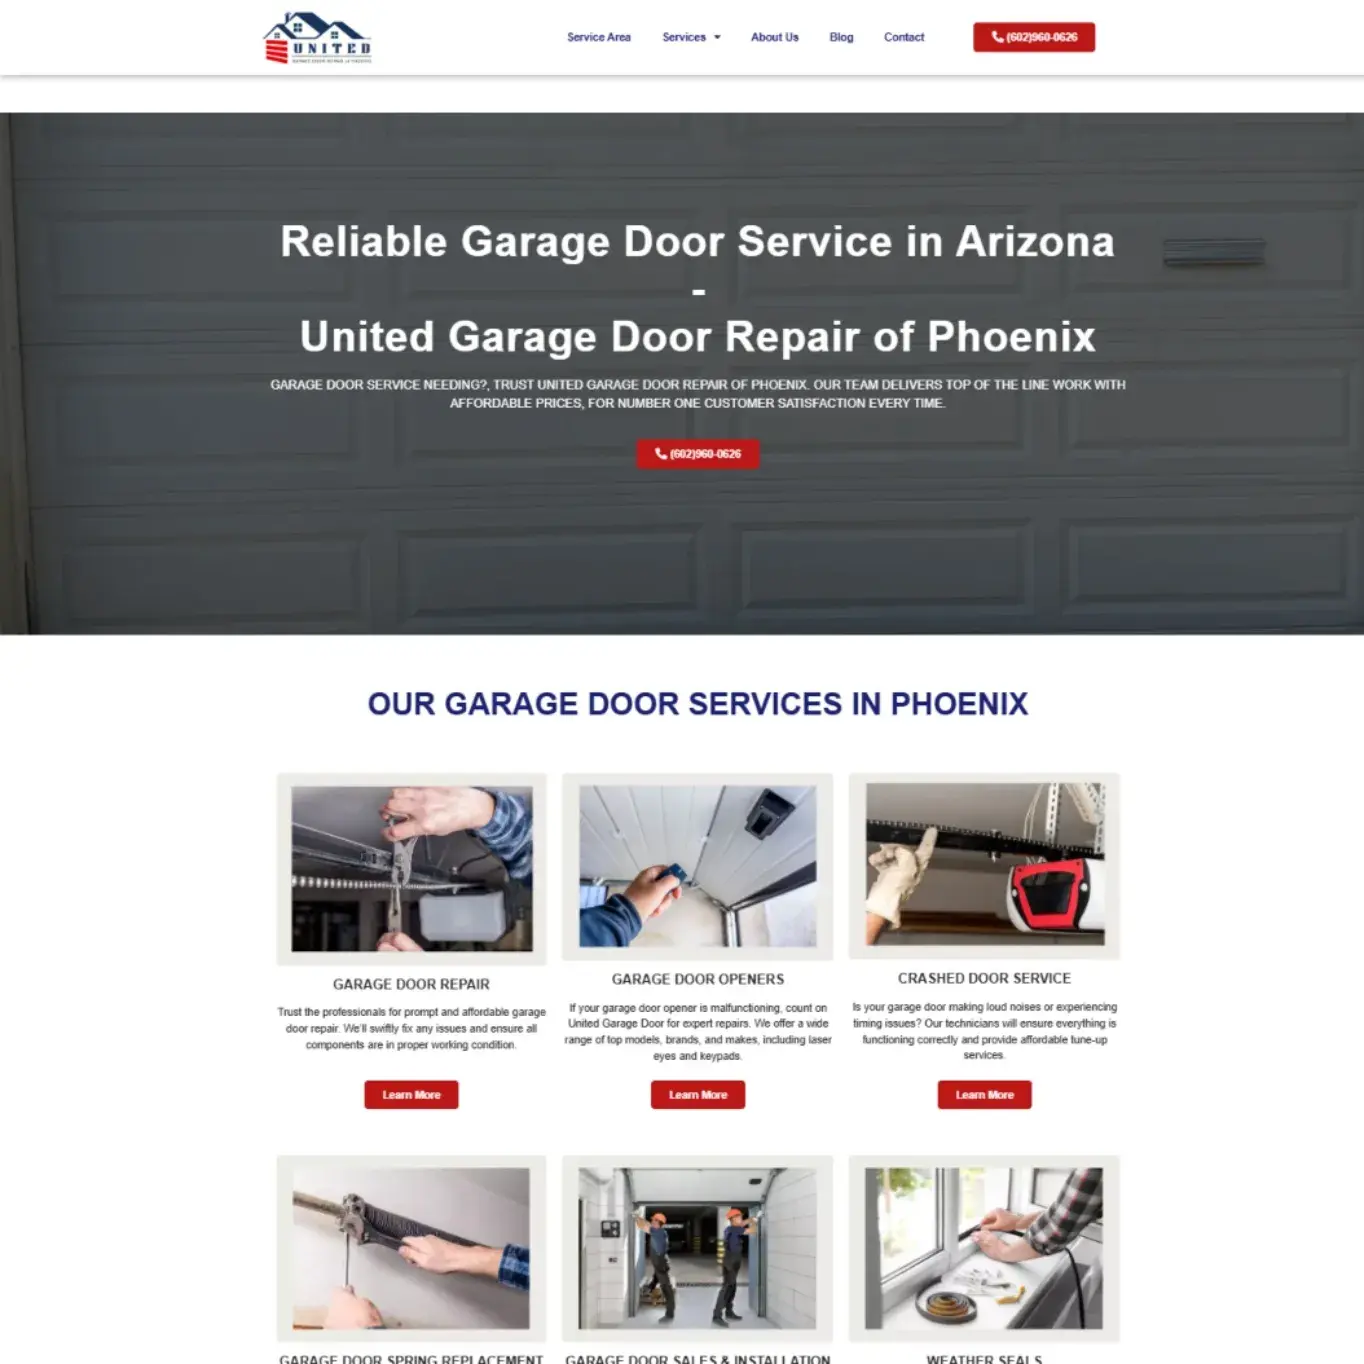 UNITED
GARAGE DOOR REPAIR OF PHOENIX
Service Area
Services
About Us
Blog
Contact
(602)960-0626
Reliable Garage Door Service in Arizona
-
United Garage Door Repair of Phoenix
GARAGE DOOR SERVICE NEEDING?, TRUST UNITED GARAGE DOOR REPAIR OF PHOENIX. OUR TEAM DELIVERS TOP OF THE LINE WORK WITH
AFFORDABLE PRICES, FOR NUMBER ONE CUSTOMER SATISFACTION EVERY TIME.
(602)960-0626
OUR GARAGE DOOR SERVICES IN PHOENIX
GARAGE DOOR REPAIR
Trust the professionals for prompt and affordable garage
door repair. We'll swiftly fix any issues and ensure all
components are in proper working condition.
Learn More
GARAGE DOOR OPENERS
If your garage door opener is malfunctioning, count on
United Garage Door for expert repairs. We offer a wide
range of top models, brands, and makes, including laser
eyes and keypads.
Learn More
CRASHED DOOR SERVICE
Is your garage door making loud noises or experiencing
timing issues? Our technicians will ensure everything is
functioning correctly and provide affordable tune-up
services.
Learn More
GARAGE DOOR SPRING REPLACEMENT
GARAGE DOOR SALES & INSTALLATION
WEATHER SEALS